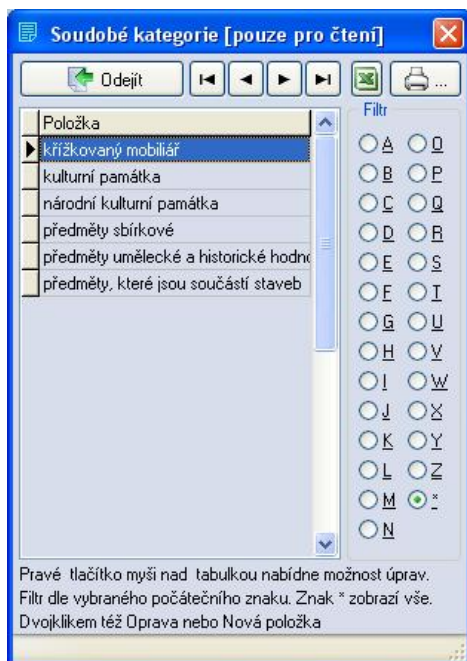 Soudobé kategorie [pouze pro čtení]
Odejít
...
Položka
křížkovaný mobiliář
kulturní památka
národní kulturní památka
předměty sbírkové
předměty umělecké a historické hodno
předměty, které jsou součástí staveb
Filtr
A O
B P
C Q
D R
E S
F T
G U
H V
I W
J X
K Y
L Z
M *
N
Pravé tlačítko myši nad tabulkou nabídne možnost úprav.
Filtr dle vybraného počátečního znaku. Znak * zobrazí vše.
Dvojklikem též Oprava nebo Nová položka